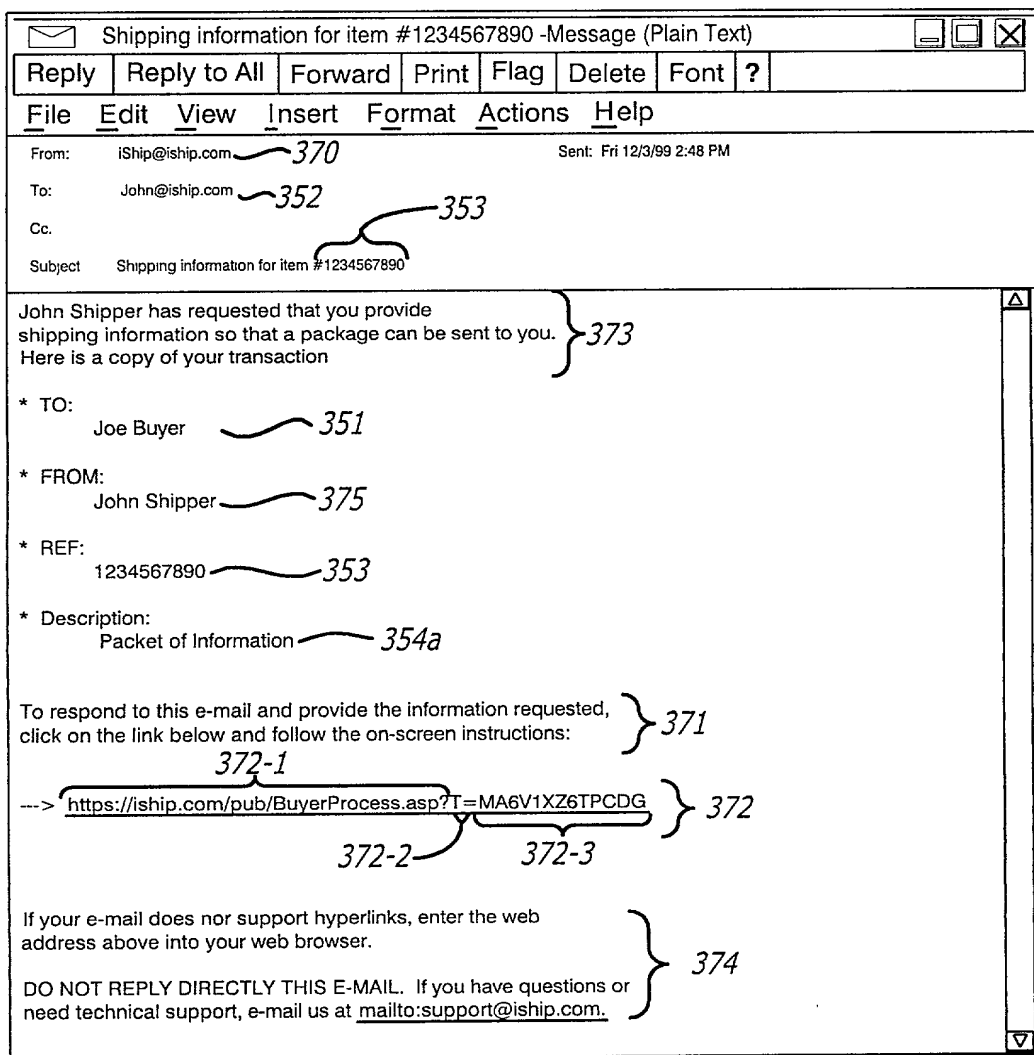 Shipping information for item #1234567890 -Message (Plain Text)
Reply Reply to All Forward Print Flag Delete Font ?
File Edit View Insert Format Actions Help
From: iShip@iship.com 370 Sent: Fri 12/3/99 2:48 PM
To: John@iship.com 352
353
Cc.
Subject Shipping information for item #1234567890
John Shipper has requested that you provide
shipping information so that a package can be sent to you. 373
Here is a copy of your transaction
* TO:
Joe Buyer 351
* FROM:
John Shipper 375
* REF:
1234567890 353
* Description:
Packet of Information 354a
To respond to this e-mail and provide the information requested, 371
click on the link below and follow the on-screen instructions:
372-1
---> https://iship.com/pub/BuyerProcess.asp?T=MA6V1XZ6TPCDG 372
372-2 372-3
If your e-mail does nor support hyperlinks, enter the web
address above into your web browser.
374
DO NOT REPLY DIRECTLY THIS E-MAIL. If you have questions or
need technical support, e-mail us at mailto:support@iship.com.